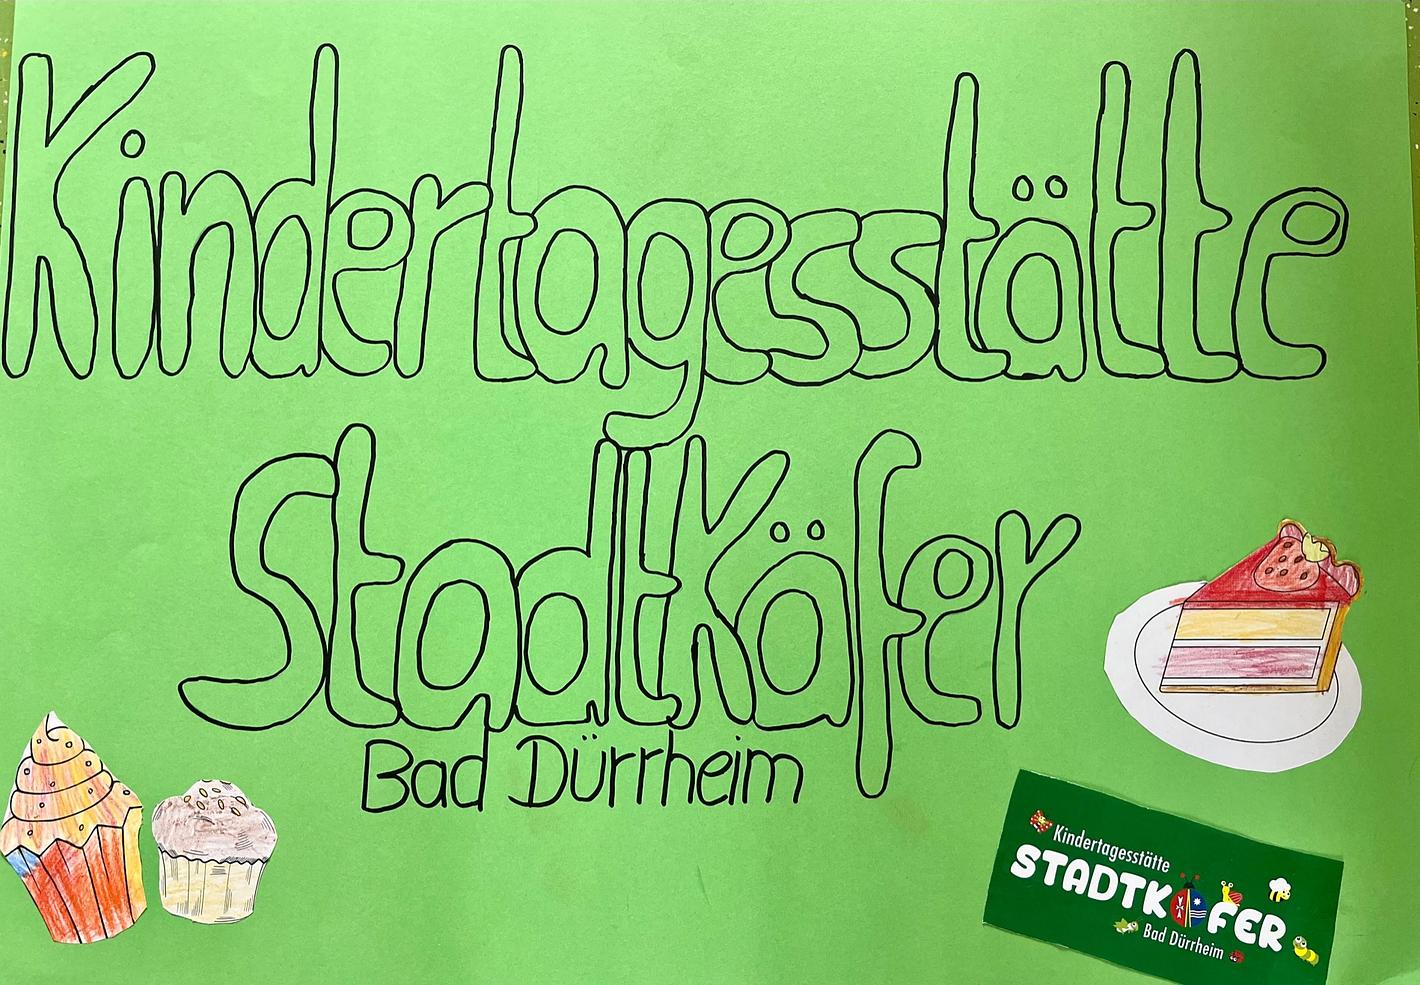 Kindertagesstätte
StadtKäfer
Bad Dürrheim
Kindertagesstätte
STADTKÄFER
Bad Dürrheim